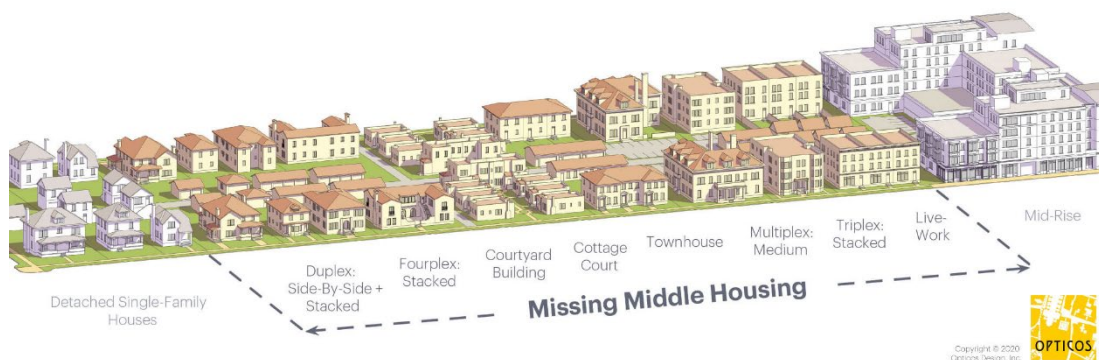 Detached Single-Family
Houses
Duplex:
Side-By-Side +
Stacked
Fourplex:
Stacked
Courtyard
Building
Cottage
Court
Townhouse
Multiplex:
Medium
Triplex:
Stacked
Live-
Work
Mid-Rise
Missing Middle Housing
Copyright © 2020
Opticos Design, Inc.
OPTICOS